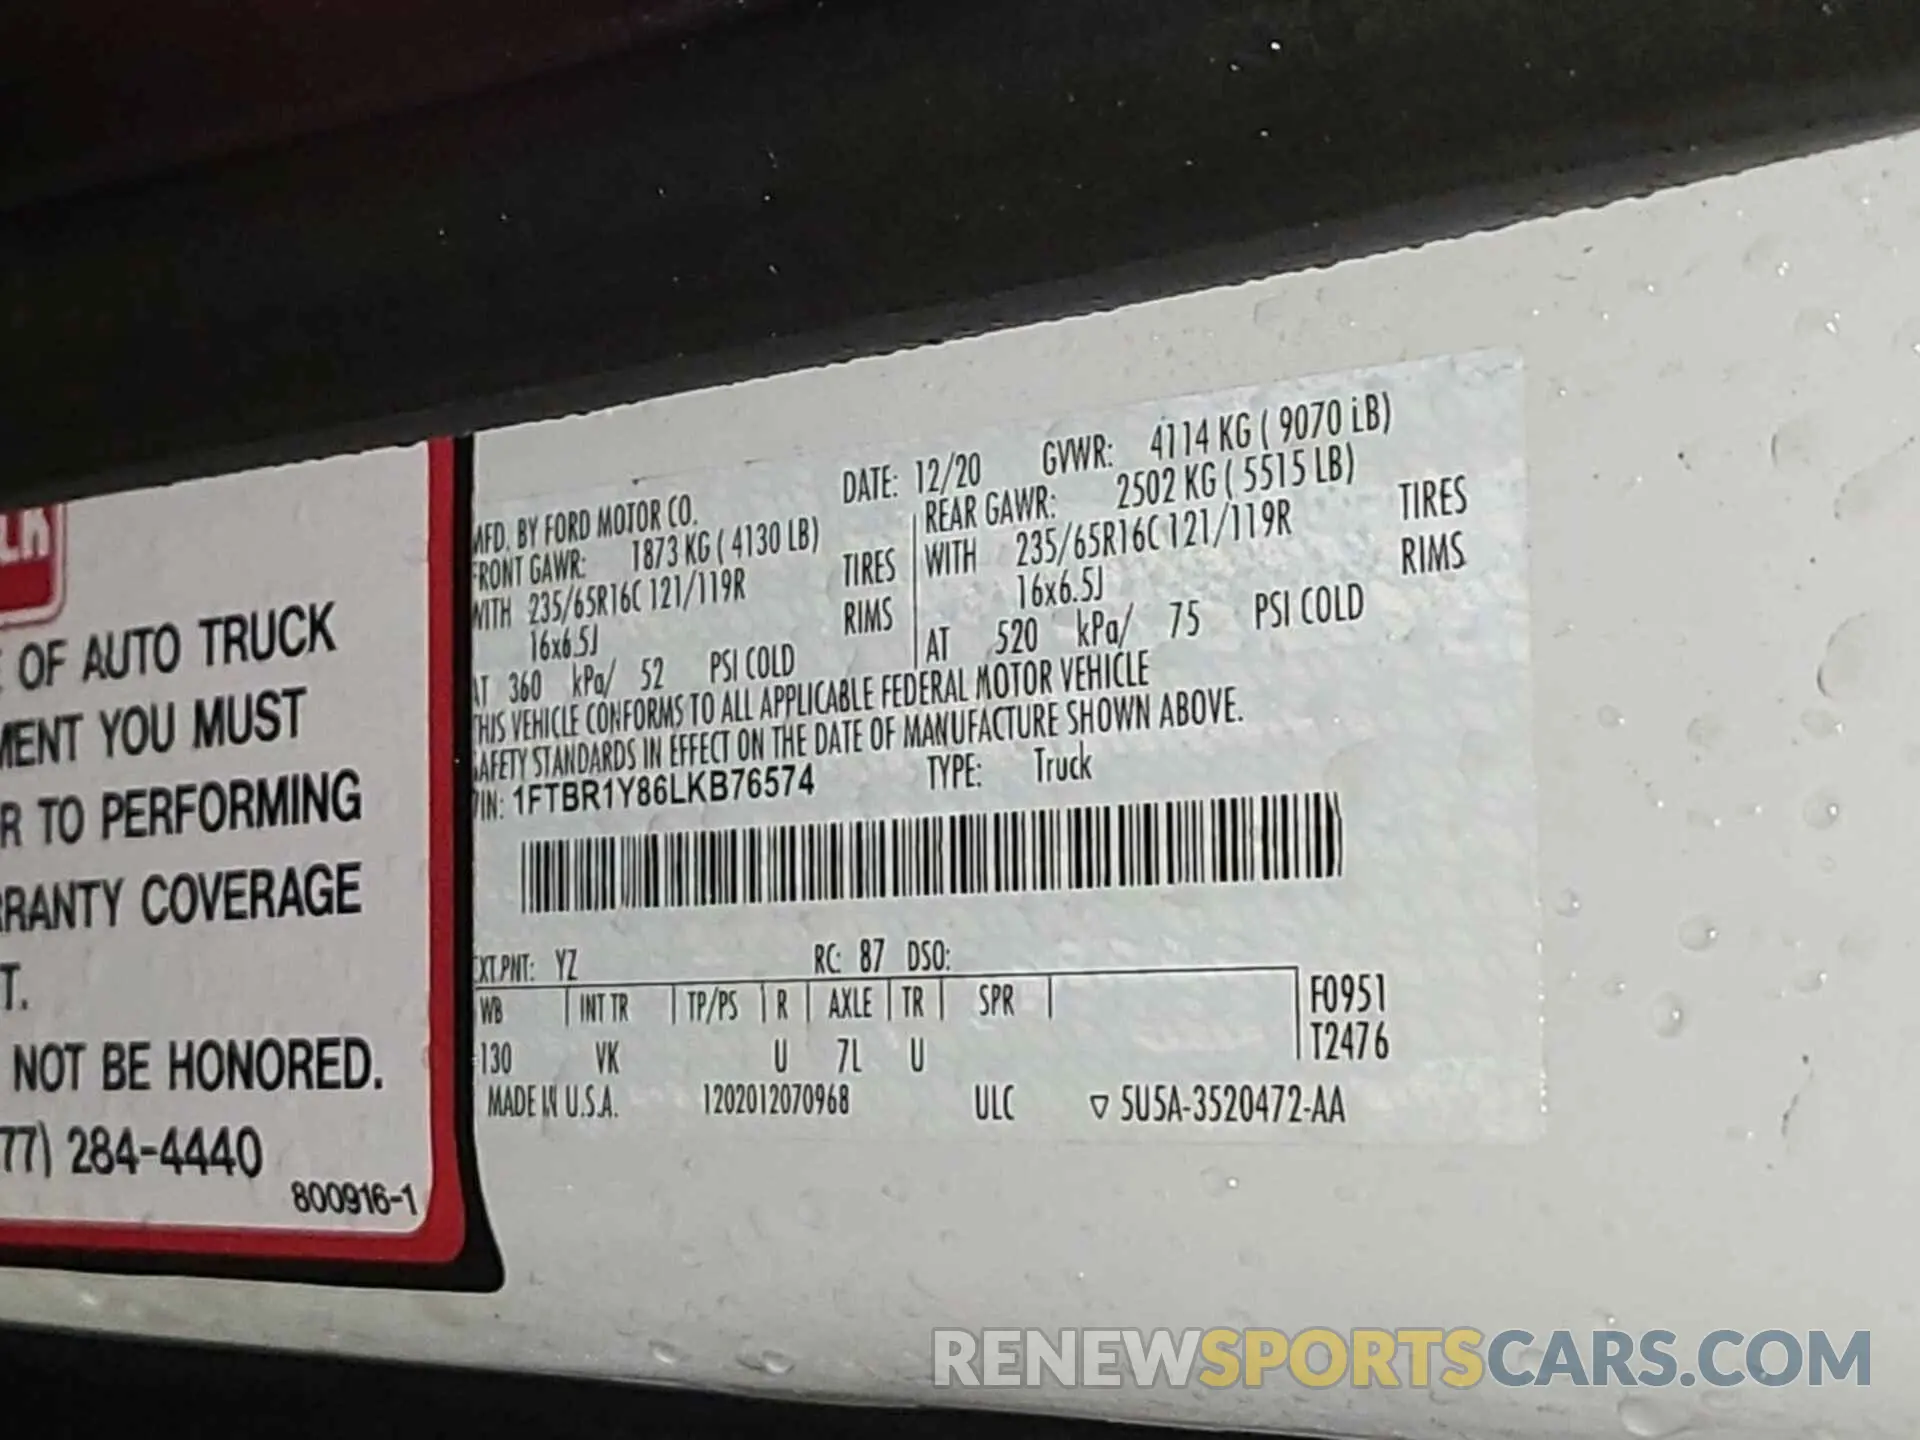 OF AUTO TRUCK
YOU MUST
TO PERFORMING
COVERAGE
T.
NOT BE HONORED.
77) 284-4440
800916-1
MFD. BY FORD MOTOR CO.
DATE: 12/20 GVWR: 4114 KG ( 9070 LB)
FRONT GAWR: 1873 KG ( 4130 LB)
REAR GAWR: 2502 KG ( 5515 LB)
WITH 235/65R16C 121/119R TIRES
WITH 235/65R16C 121/119R TIRES
16x6.5J RIMS
16x6.5J RIMS
AT 360 kPa/ 52 PSI COLD
AT 520 kPa/ 75 PSI COLD
THIS VEHICLE CONFORMS TO ALL APPLICABLE FEDERAL MOTOR VEHICLE
SAFETY STANDARDS IN EFFECT ON THE DATE OF MANUFACTURE SHOWN ABOVE.
VIN: 1FTBR1Y86LKB76574 TYPE: Truck
EXT PNT: YZ RC: 87 DSO:
WB INT TR TP/PS R AXLE TR SPR F0951
T2476
130 VK U 7L U
MADE IN U.S.A. 1202012070968 ULC ▽ 5U5A-3520472-AA
RENEWSPORTSCARS.COM